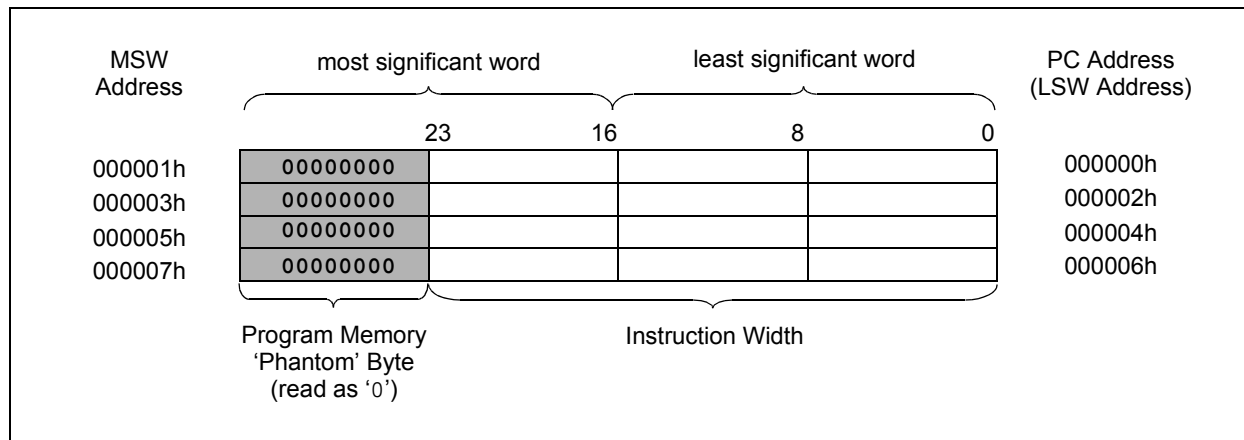 MSW
Address
most significant word
least significant word
PC Address
(LSW Address)
23 16 8 0
000001h 00000000 000000h
000003h 00000000 000002h
000005h 00000000 000004h
000007h 00000000 000006h
Program Memory
‘Phantom’ Byte
(read as ‘0’)
Instruction Width